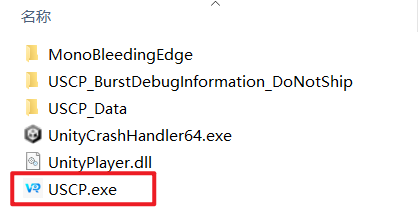 名称
MonoBleedingEdge
USCP_BurstDebugInformation_DoNotShip
USCP_Data
UnityCrashHandler64.exe
UnityPlayer.dll
USCP.exe